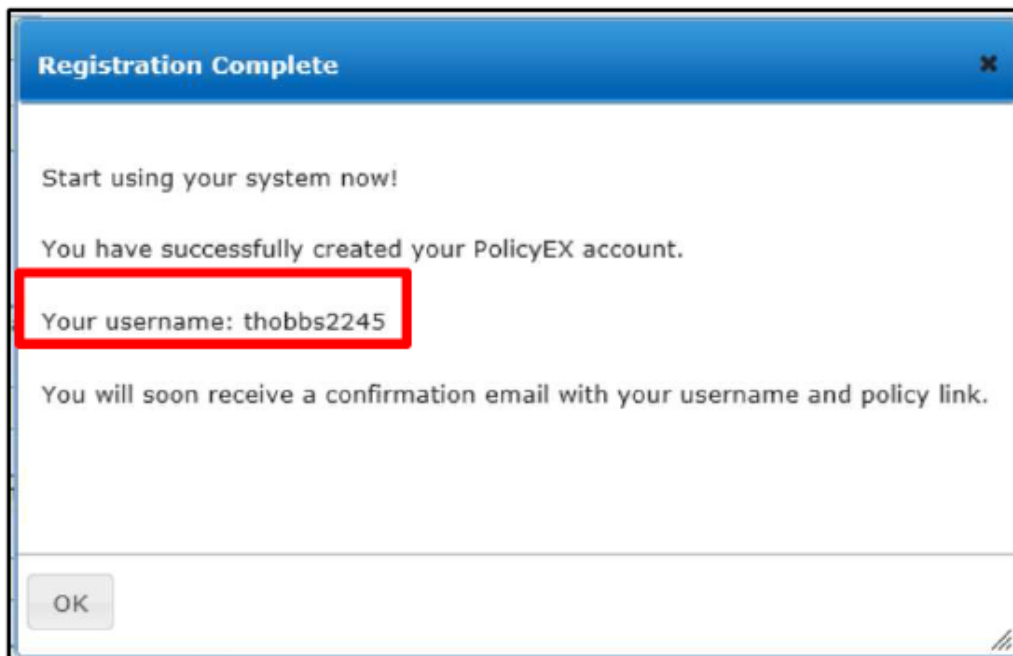 Registration Complete
Start using your system now!
You have successfully created your PolicyEX account.
Your username: thobbs2245
You will soon receive a confirmation email with your username and policy link.
OK